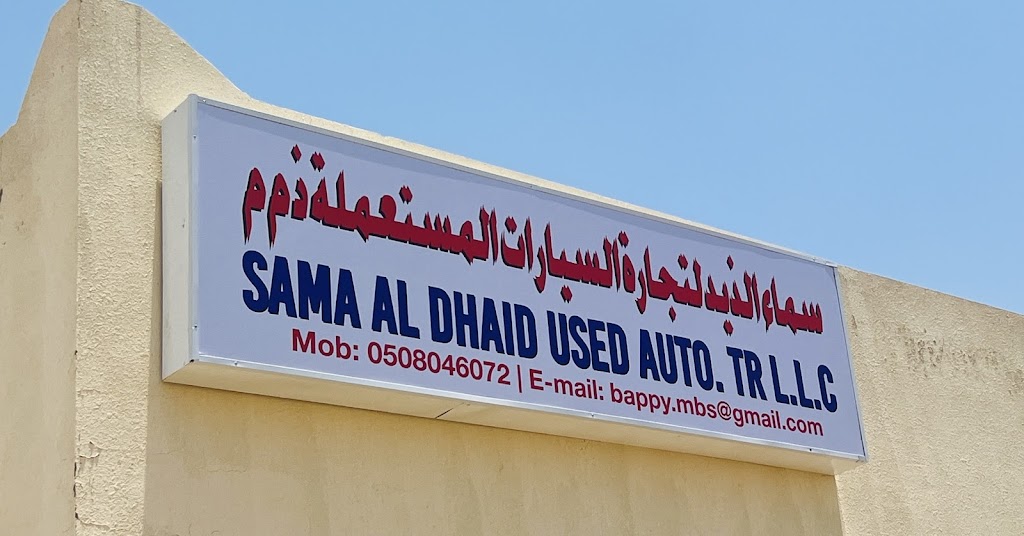 سماء الذيد لتجارة السيارات المستعملة ذ م م
SAMA AL DHAID USED AUTO. TR L.L.C
Mob: 0508046072 | E-mail: bappy.mbs@gmail.com